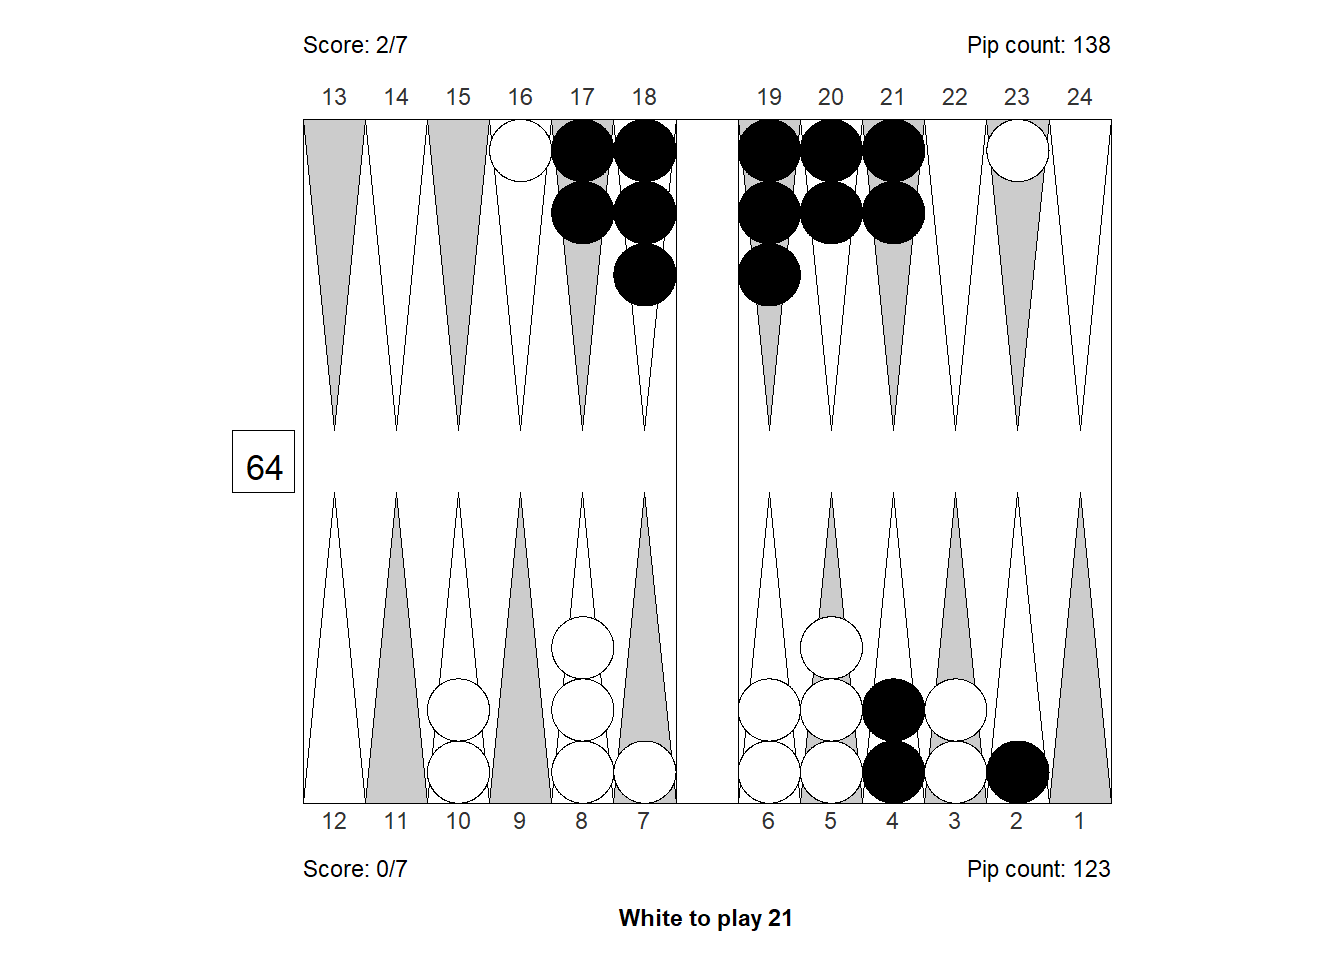 Score: 2/7 Pip count: 138
13 14 15 16 17 18 19 20 21 22 23 24
64
12 11 10 9 8 7 6 5 4 3 2 1
Score: 0/7 Pip count: 123
White to play 21